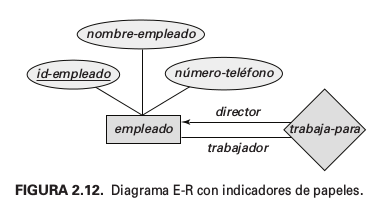 nombre-empleado
id-empleado
número-teléfono
director
empleado
trabaja-para
trabajador
FIGURA 2.12. Diagrama E-R con indicadores de papeles.